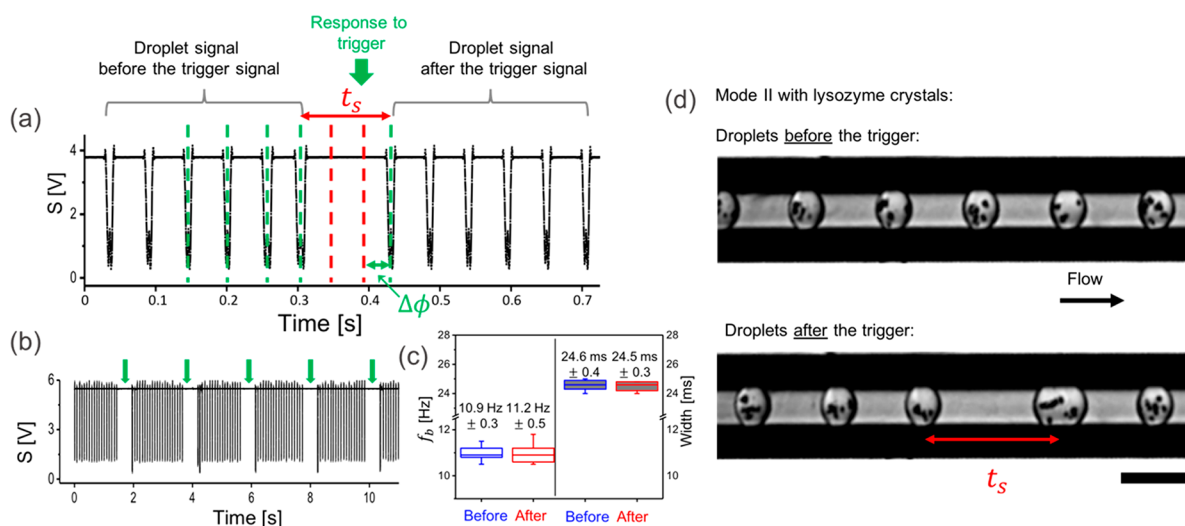 Response to
trigger
Droplet signal
before the trigger signal
Droplet signal
after the trigger signal
(a)
t_s
S [V]
4
2
0
0
0.1
0.2
0.3
0.4
0.5
0.6
0.7
Δϕ
Time [s]
(b)
S [V]
6
3
0
0
2
4
6
8
10
Time [s]
(c)
f_b [Hz]
28
26
24
12
10
10.9 Hz
± 0.3
11.2 Hz
± 0.5
24.6 ms
± 0.4
24.5 ms
± 0.3
28
26
24
12
10
Width [ms]
Before
After
Before
After
(d)
Mode II with lysozyme crystals:
Droplets before the trigger:
Flow
Droplets after the trigger:
t_s